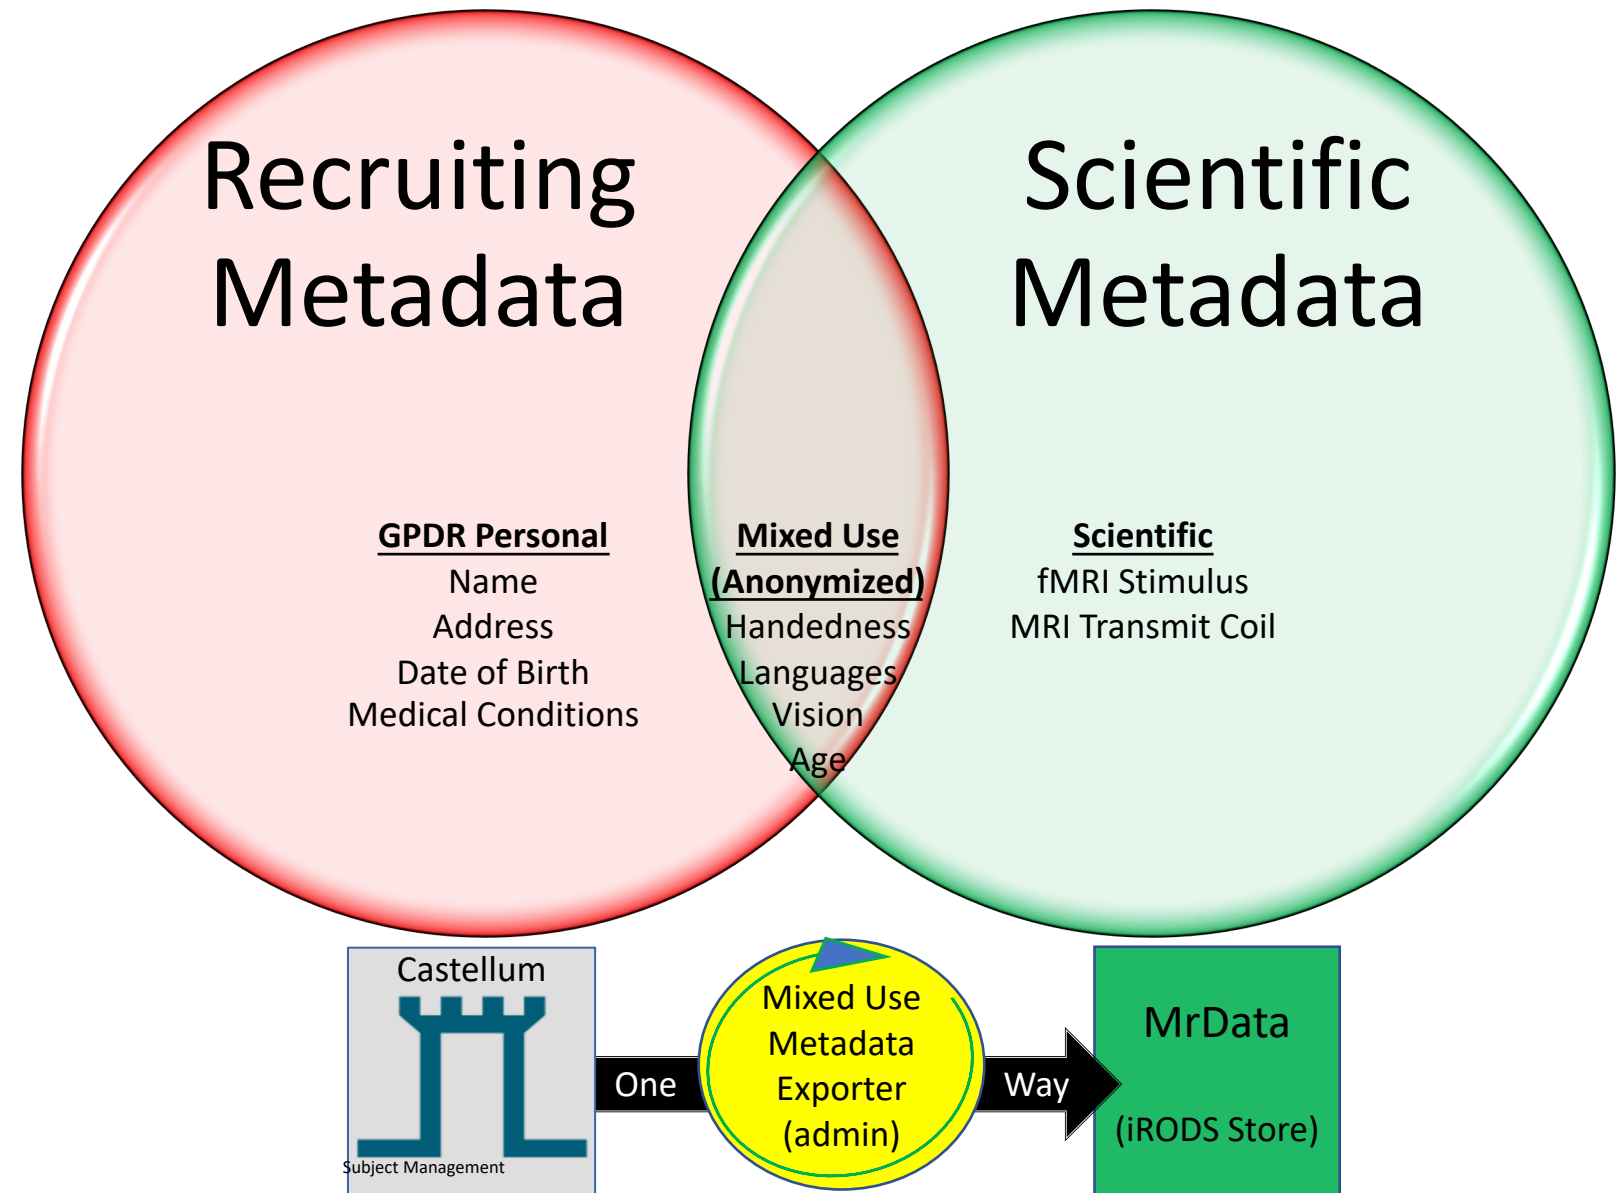 Recruiting
Metadata
Scientific
Metadata
GPDR Personal
Name
Address
Date of Birth
Medical Conditions
Mixed Use
(Anonymized)
Handedness
Languages
Vision
Age
Scientific
fMRI Stimulus
MRI Transmit Coil
Castellum
Subject Management
One
Mixed Use
Metadata
Exporter
(admin)
Way
MrData
(iRODS Store)